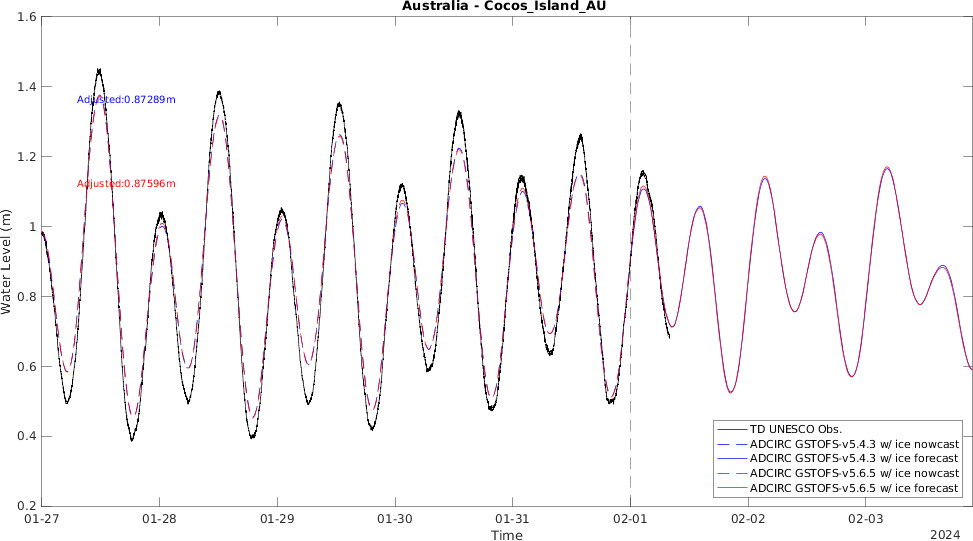 Australia - Cocos_Island_AU
1.6
1.4
1.2
1
0.8
0.6
0.4
0.2
Water Level (m)
Adjusted:0.87289m
Adjusted:0.87596m
TD UNESCO Obs.
ADCIRC GSTOFS-v5.4.3 w/ ice nowcast
ADCIRC GSTOFS-v5.4.3 w/ ice forecast
ADCIRC GSTOFS-v5.6.5 w/ ice nowcast
ADCIRC GSTOFS-v5.6.5 w/ ice forecast
01-27 01-28 01-29 01-30 01-31 02-01 02-02 02-03
Time
2024